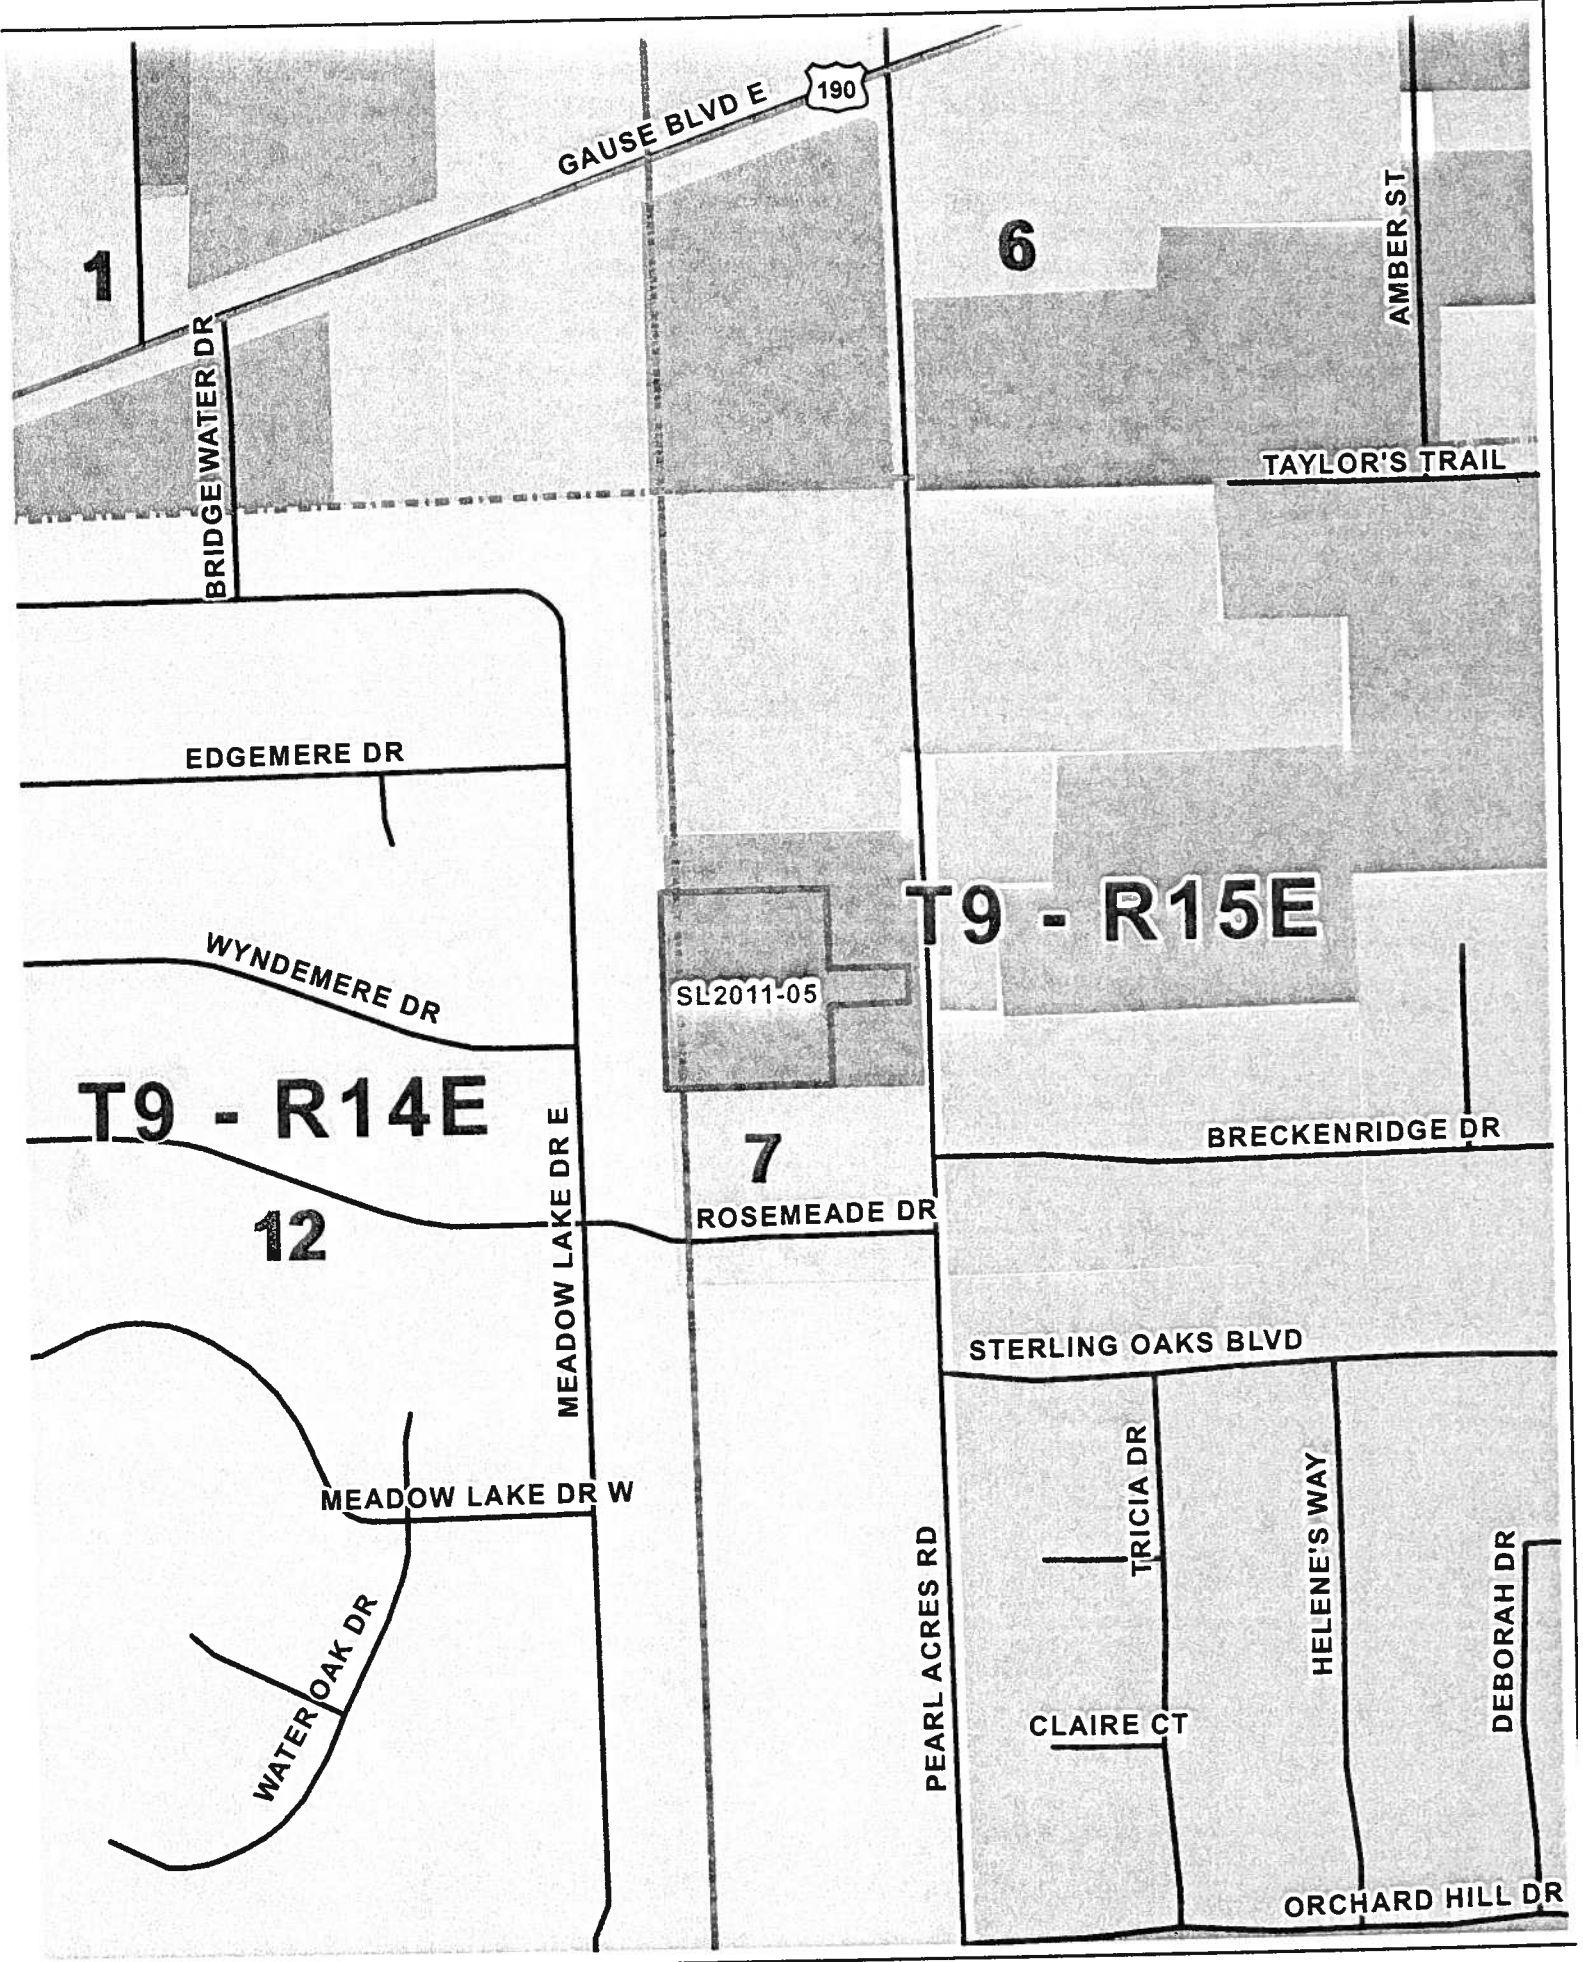 190
GAUSE BLVD E
1
6
AMBER ST
BRIDGEWATER DR
TAYLOR'S TRAIL
EDGEMERE DR
T9 - R15E
WYNDEMERE DR
SL2011-05
T9 - R14E
7
BRECKENRIDGE DR
MEADOW LAKE DR E
ROSEMEADE DR
12
STERLING OAKS BLVD
MEADOW LAKE DR W
TRICIA DR
HELENE'S WAY
PEARL ACRES RD
DEBORAH DR
WATER OAK DR
CLAIRE CT
ORCHARD HILL DR